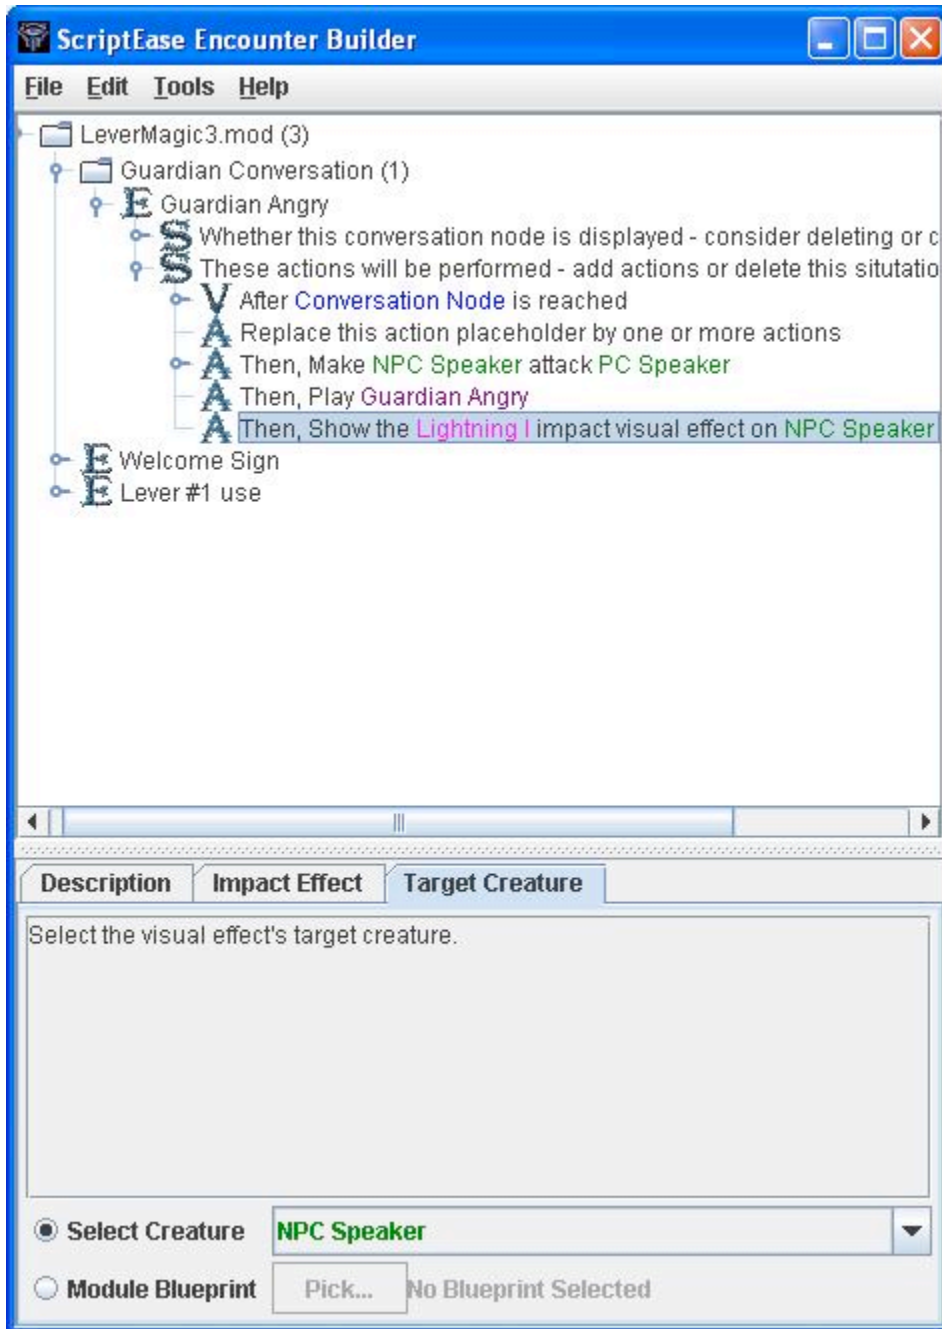 ScriptEase Encounter Builder
File Edit Tools Help
LeverMagic3.mod (3)
Guardian Conversation (1)
E Guardian Angry
S Whether this conversation node is displayed - consider deleting or c
S These actions will be performed - add actions or delete this situtatio
V After Conversation Node is reached
A Replace this action placeholder by one or more actions
A Then, Make NPC Speaker attack PC Speaker
A Then, Play Guardian Angry
A Then, Show the Lightning I impact visual effect on NPC Speaker
E Welcome Sign
E Lever #1 use
Description Impact Effect Target Creature
Select the visual effect's target creature.
Select Creature NPC Speaker
Module Blueprint Pick... No Blueprint Selected